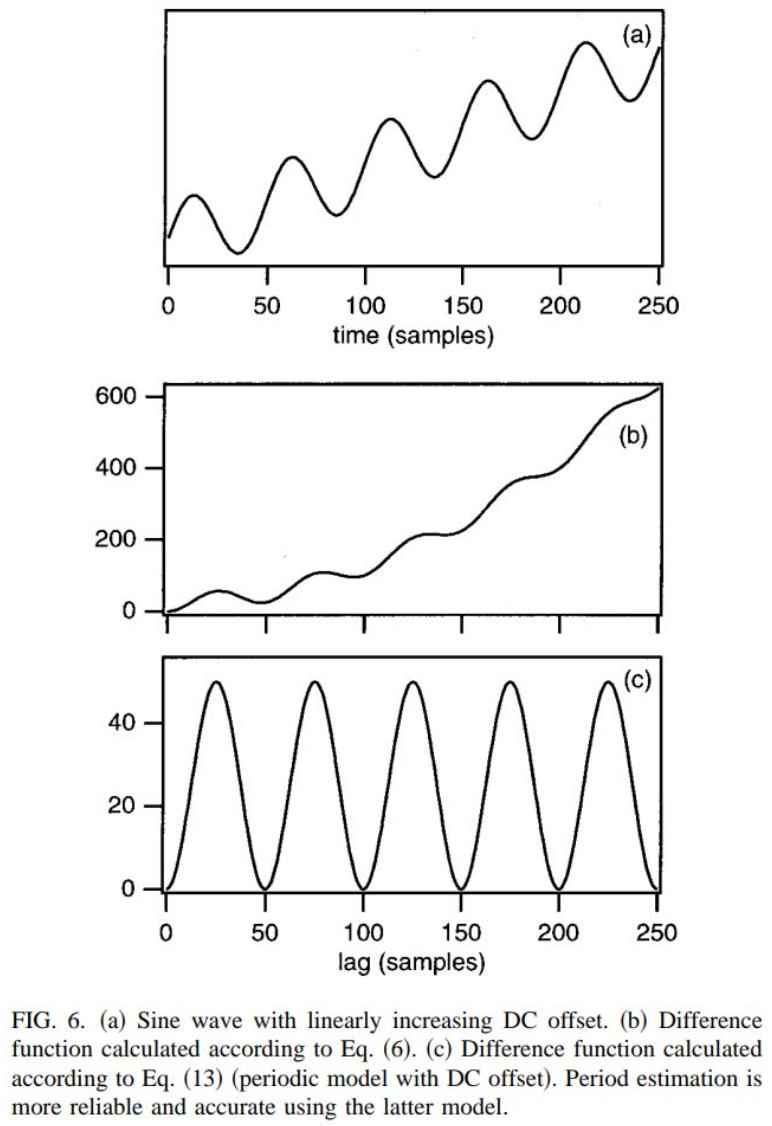 (a)
0 50 100 150 200 250
time (samples)
600
(b)
400
200
0
(c)
40
20
0
0 50 100 150 200 250
lag (samples)
FIG. 6. (a) Sine wave with linearly increasing DC offset. (b) Difference
function calculated according to Eq. (6). (c) Difference function calculated
according to Eq. (13) (periodic model with DC offset). Period estimation is
more reliable and accurate using the latter model.